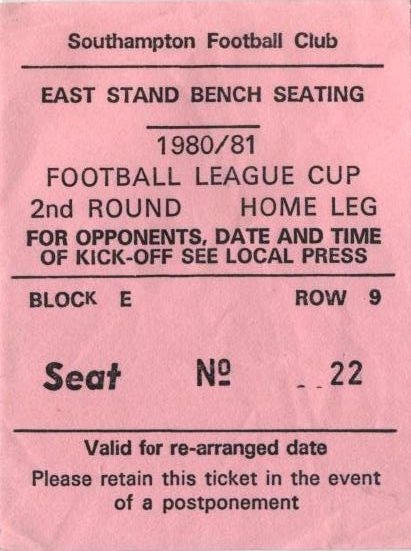 Southampton Football Club
EAST STAND BENCH SEATING
1980/81
FOOTBALL LEAGUE CUP
2nd ROUND HOME LEG
FOR OPPONENTS, DATE AND TIME
OF KICK-OFF SEE LOCAL PRESS
BLOCK E ROW 9
Seat Nº 22
Valid for re-arranged date
Please retain this ticket in the event
of a postponement